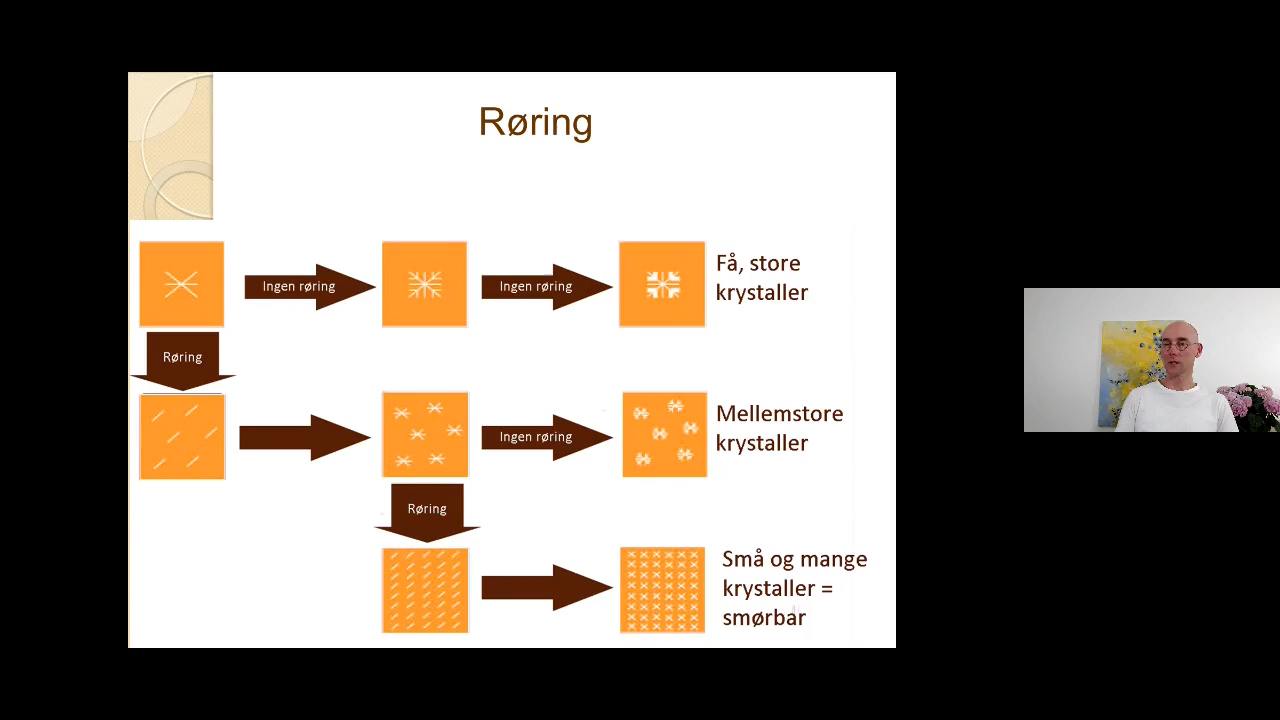 Røring
Ingen røring
Ingen røring
Få, store
krystaller
Røring
Ingen røring
Mellemstore
krystaller
Røring
Små og mange
krystaller =
smørbar